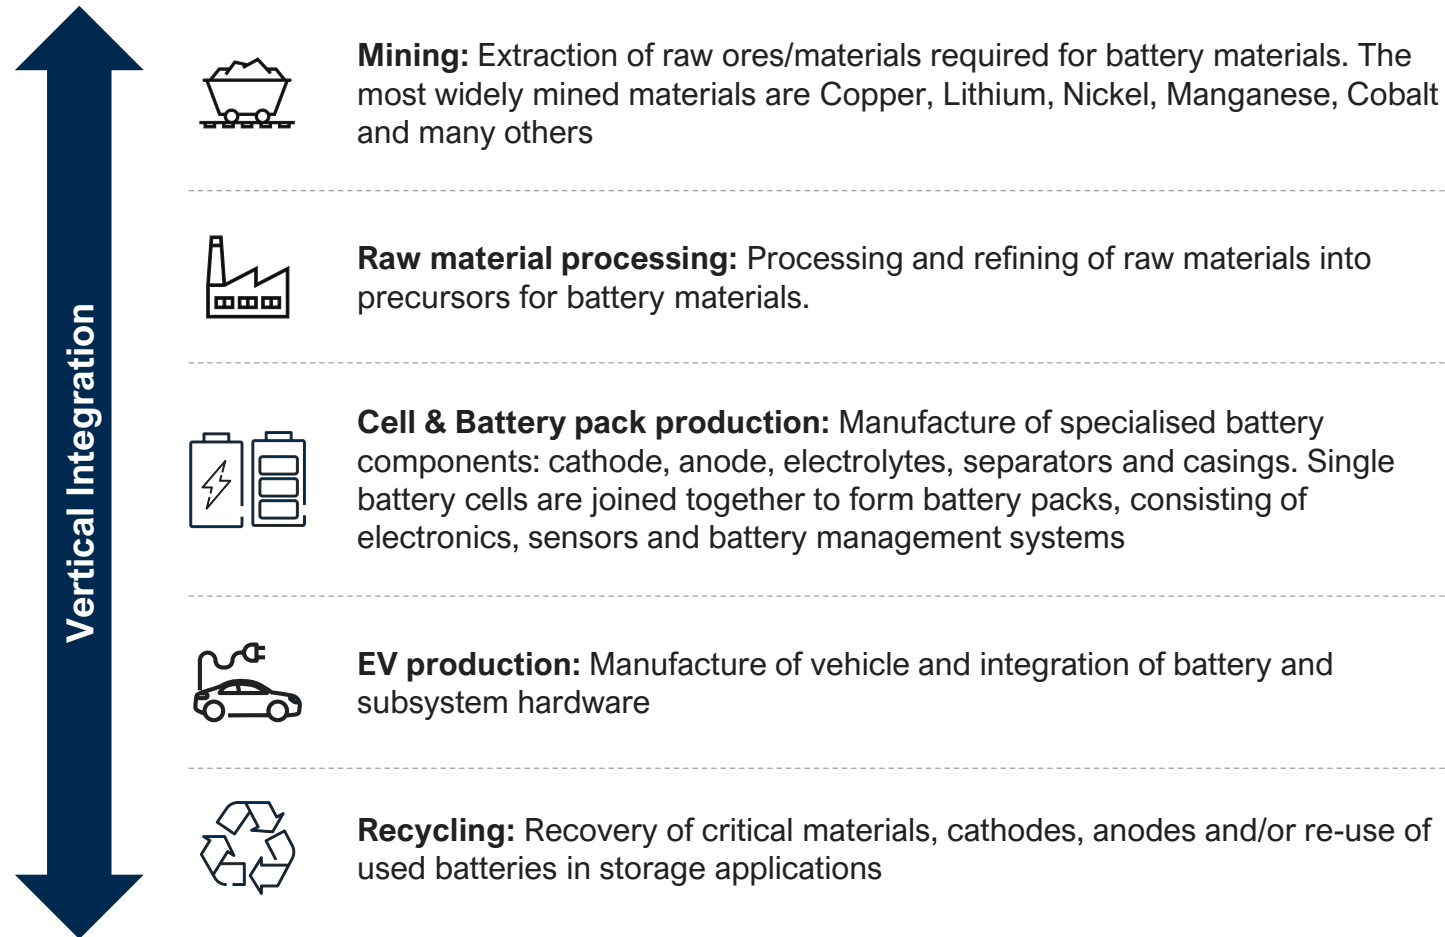 Vertical Integration
Mining: Extraction of raw ores/materials required for battery materials. The
most widely mined materials are Copper, Lithium, Nickel, Manganese, Cobalt
and many others
Raw material processing: Processing and refining of raw materials into
precursors for battery materials.
Cell & Battery pack production: Manufacture of specialised battery
components: cathode, anode, electrolytes, separators and casings. Single
battery cells are joined together to form battery packs, consisting of
electronics, sensors and battery management systems
EV production: Manufacture of vehicle and integration of battery and
subsystem hardware
Recycling: Recovery of critical materials, cathodes, anodes and/or re-use of
used batteries in storage applications